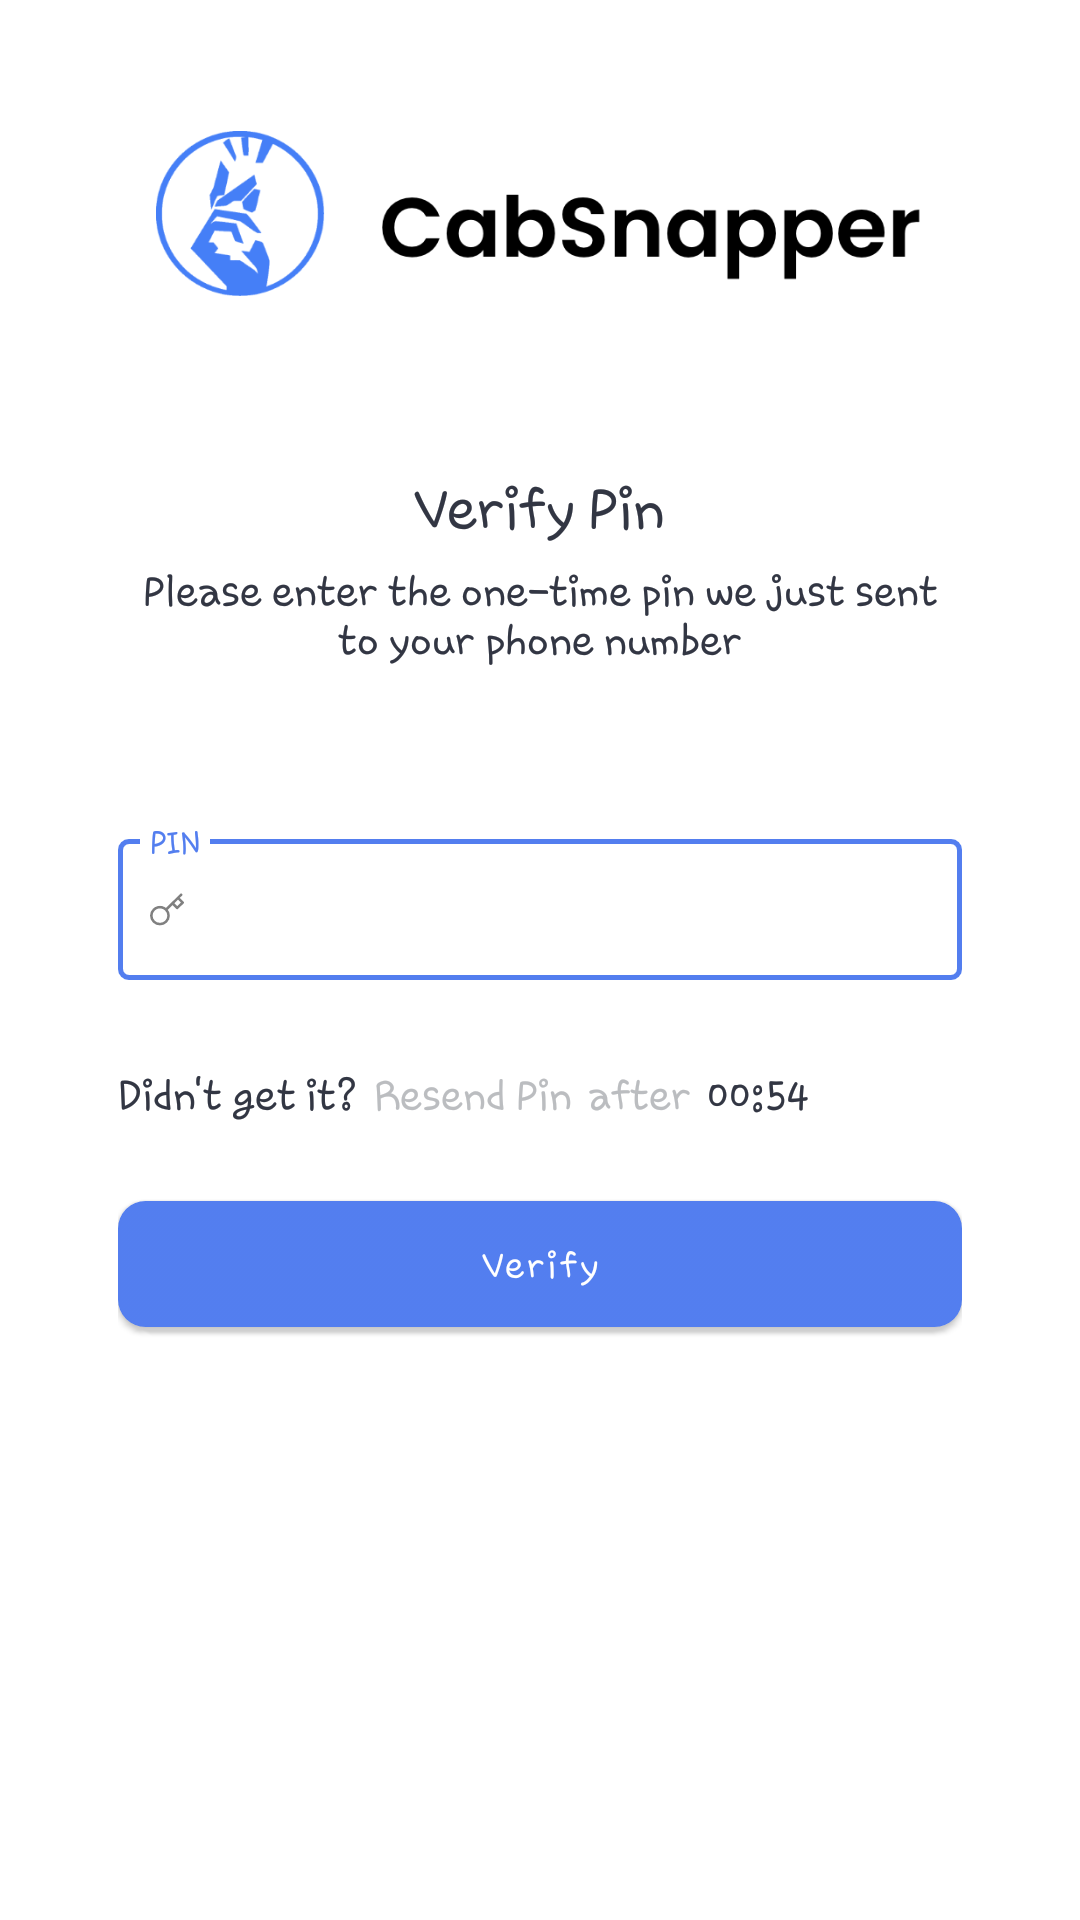 CabSnapper
Verify Pin
Please enter the one-time pin we just sent
to your phone number
PIN
Didn't get it? Resend Pin after 00:54
Verify